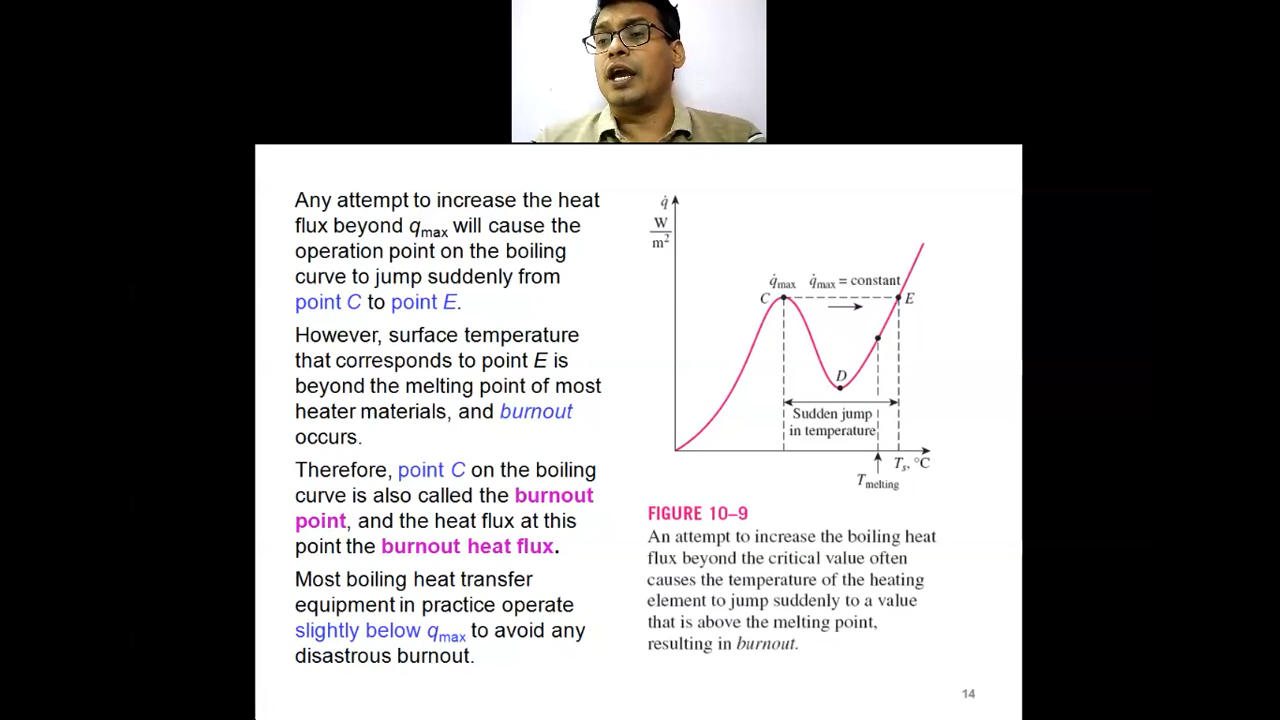 Any attempt to increase the heat
flux beyond qmax will cause the
operation point on the boiling
curve to jump suddenly from
point C to point E.
However, surface temperature
that corresponds to point E is
beyond the melting point of most
heater materials, and burnout
occurs.
Therefore, point C on the boiling
curve is also called the burnout
point, and the heat flux at this
point the burnout heat flux.
Most boiling heat transfer
equipment in practice operate
slightly below qmax to avoid any
disastrous burnout.
q̇
W
m²
q̇max q̇max = constant
C
E
D
Sudden jump
in temperature
Ts, °C
Tmelting
FIGURE 10–9
An attempt to increase the boiling heat
flux beyond the critical value often
causes the temperature of the heating
element to jump suddenly to a value
that is above the melting point,
resulting in burnout.
14